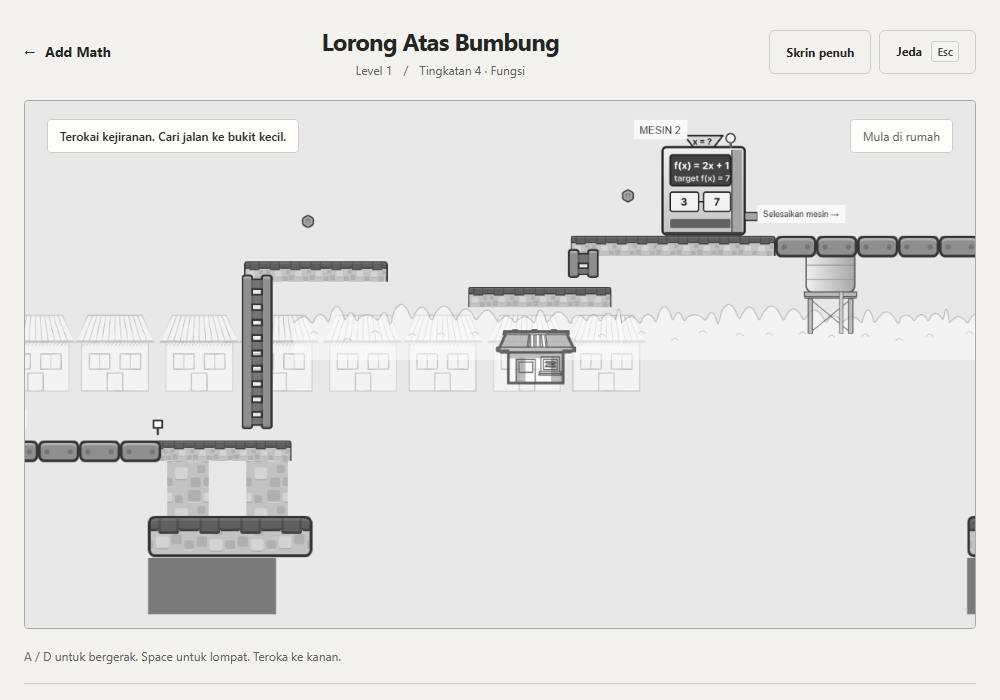 ← Add Math
Lorong Atas Bumbung
Level 1 / Tingkatan 4 · Fungsi
Skrin penuh
Jeda Esc
Terokai kejiranan. Cari jalan ke bukit kecil.
MESIN 2
Mula di rumah
x = ?
f(x) = 2x + 1
target f(x) = 7
3 7
Selesaikan mesin →
A / D untuk bergerak. Space untuk lompat. Teroka ke kanan.